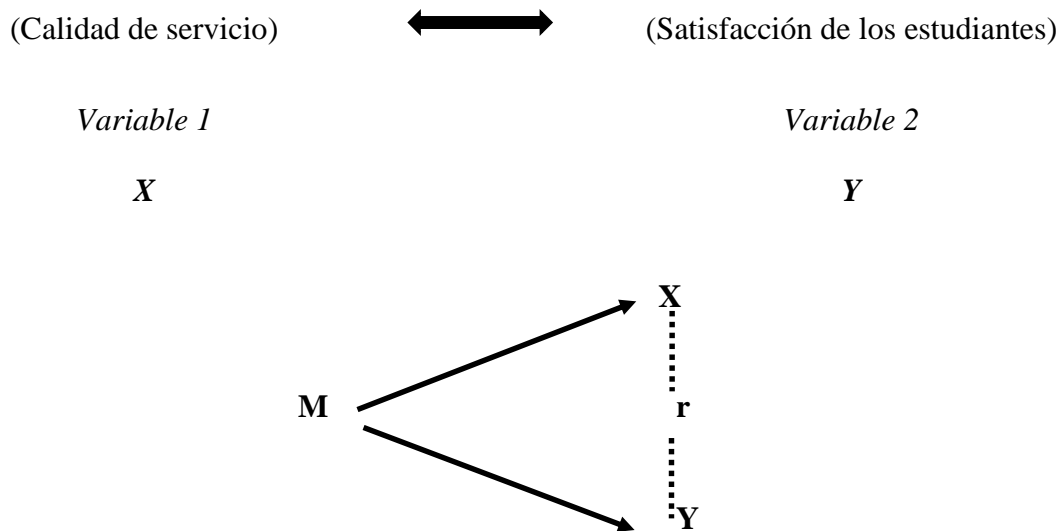 (Calidad de servicio) (Satisfacción de los estudiantes)
Variable 1 Variable 2
X Y
X
M r
Y